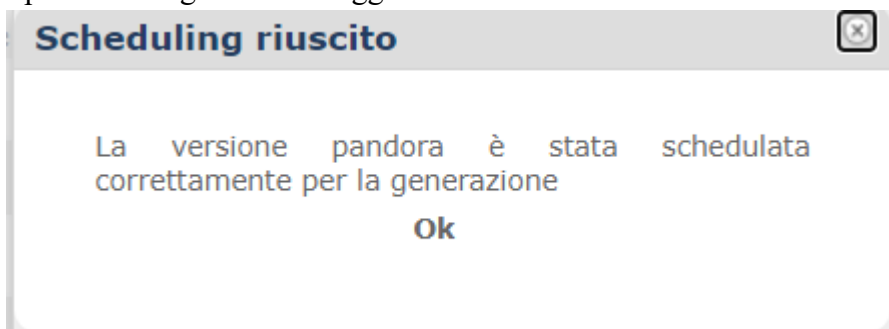 Scheduling riuscito
La versione pandora è stata schedulata
correttamente per la generazione
Ok